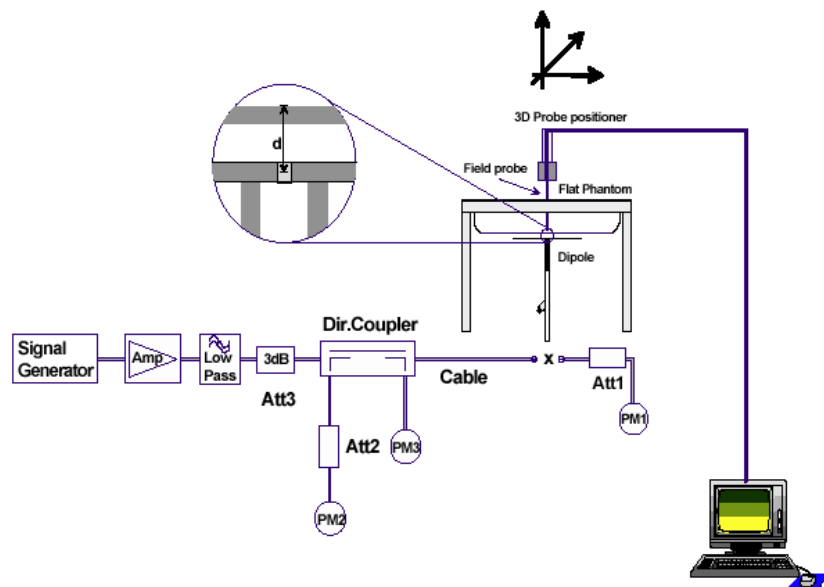 3D Probe positioner
d
Field probe
Flat Phantom
Dipole
Dir.Coupler
Signal
Generator
Amp
Low
Pass
3dB
Cable
x
Att1
Att3
PM1
Att2
PM3
PM2